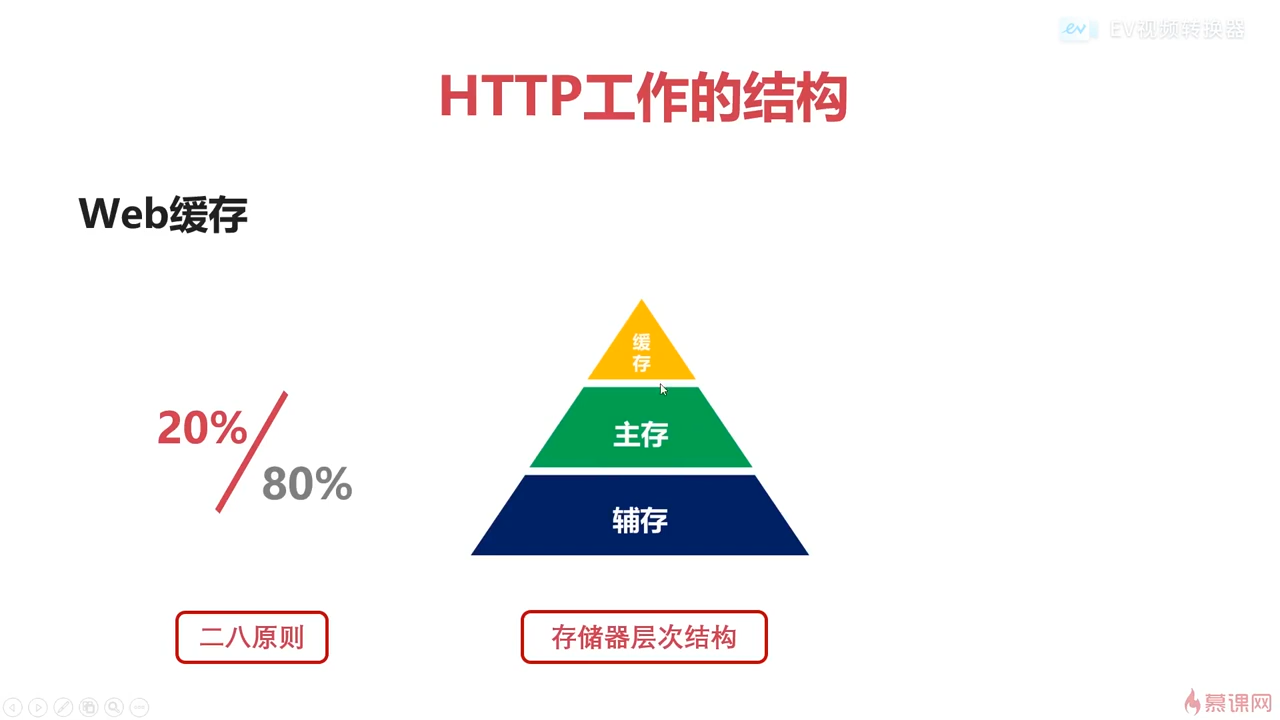 EV视频转换器
HTTP工作的结构
Web缓存
20%
80%
缓
存
主存
辅存
二八原则
存储器层次结构
慕课网